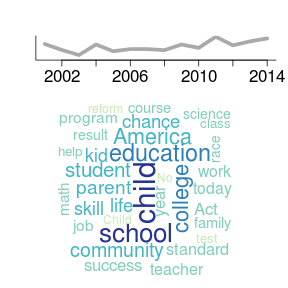 2002 2006 2010 2014
reform course
program chance science
class
result America
help kid education race
student No work
math parent child year college today
skill life Act
Child
job school family
test
community standard
success teacher